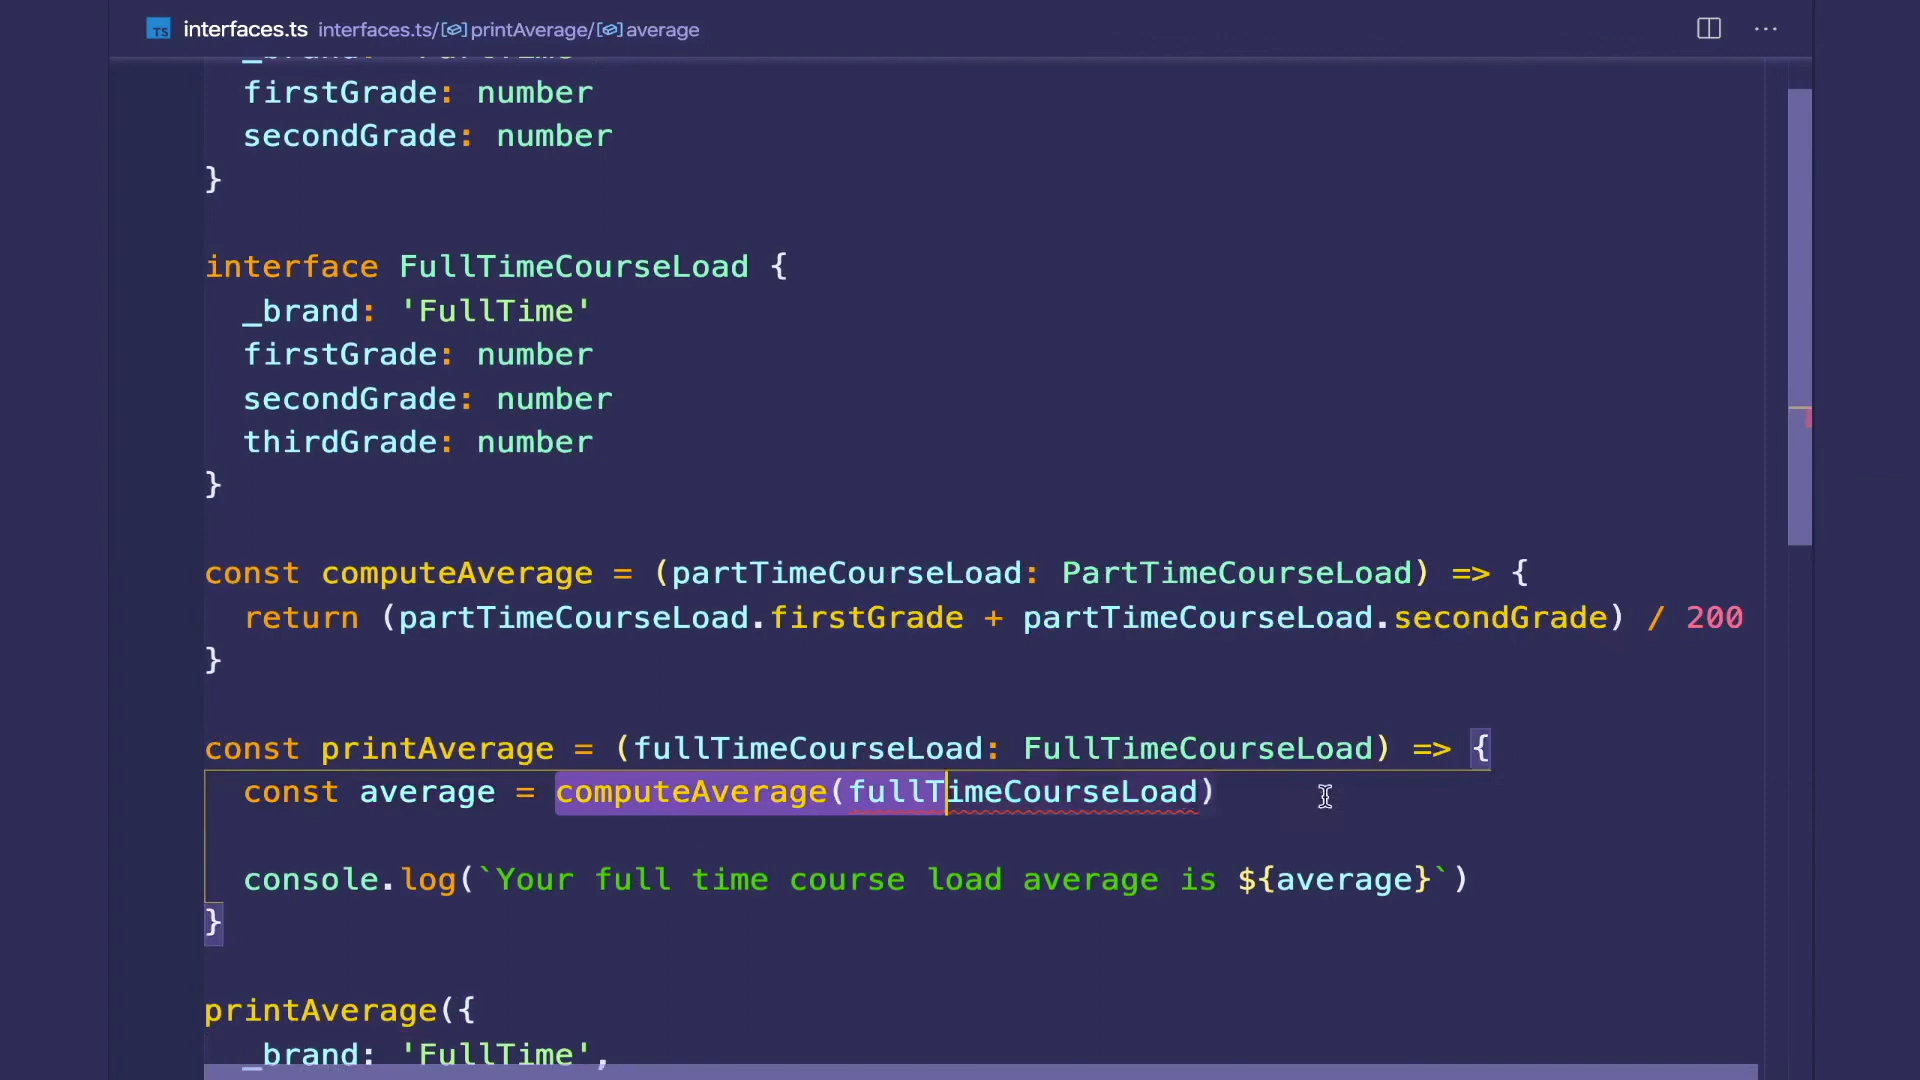 TS interfaces.ts interfaces.ts/printAverage/average
firstGrade: number
secondGrade: number
}
interface FullTimeCourseLoad {
_brand: 'FullTime'
firstGrade: number
secondGrade: number
thirdGrade: number
}
const computeAverage = (partTimeCourseLoad: PartTimeCourseLoad) => {
return (partTimeCourseLoad.firstGrade + partTimeCourseLoad.secondGrade) / 200
}
const printAverage = (fullTimeCourseLoad: FullTimeCourseLoad) => {
const average = computeAverage(fullTimeCourseLoad)
console.log(`Your full time course load average is ${average}`)
}
printAverage({
_brand: 'FullTime',